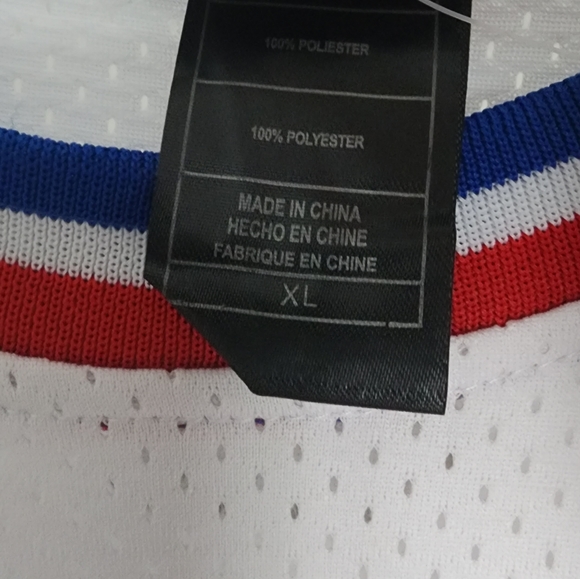 100% POLIESTER
100% POLYESTER
MADE IN CHINA
HECHO EN CHINE
FABRIQUE EN CHINE
XL